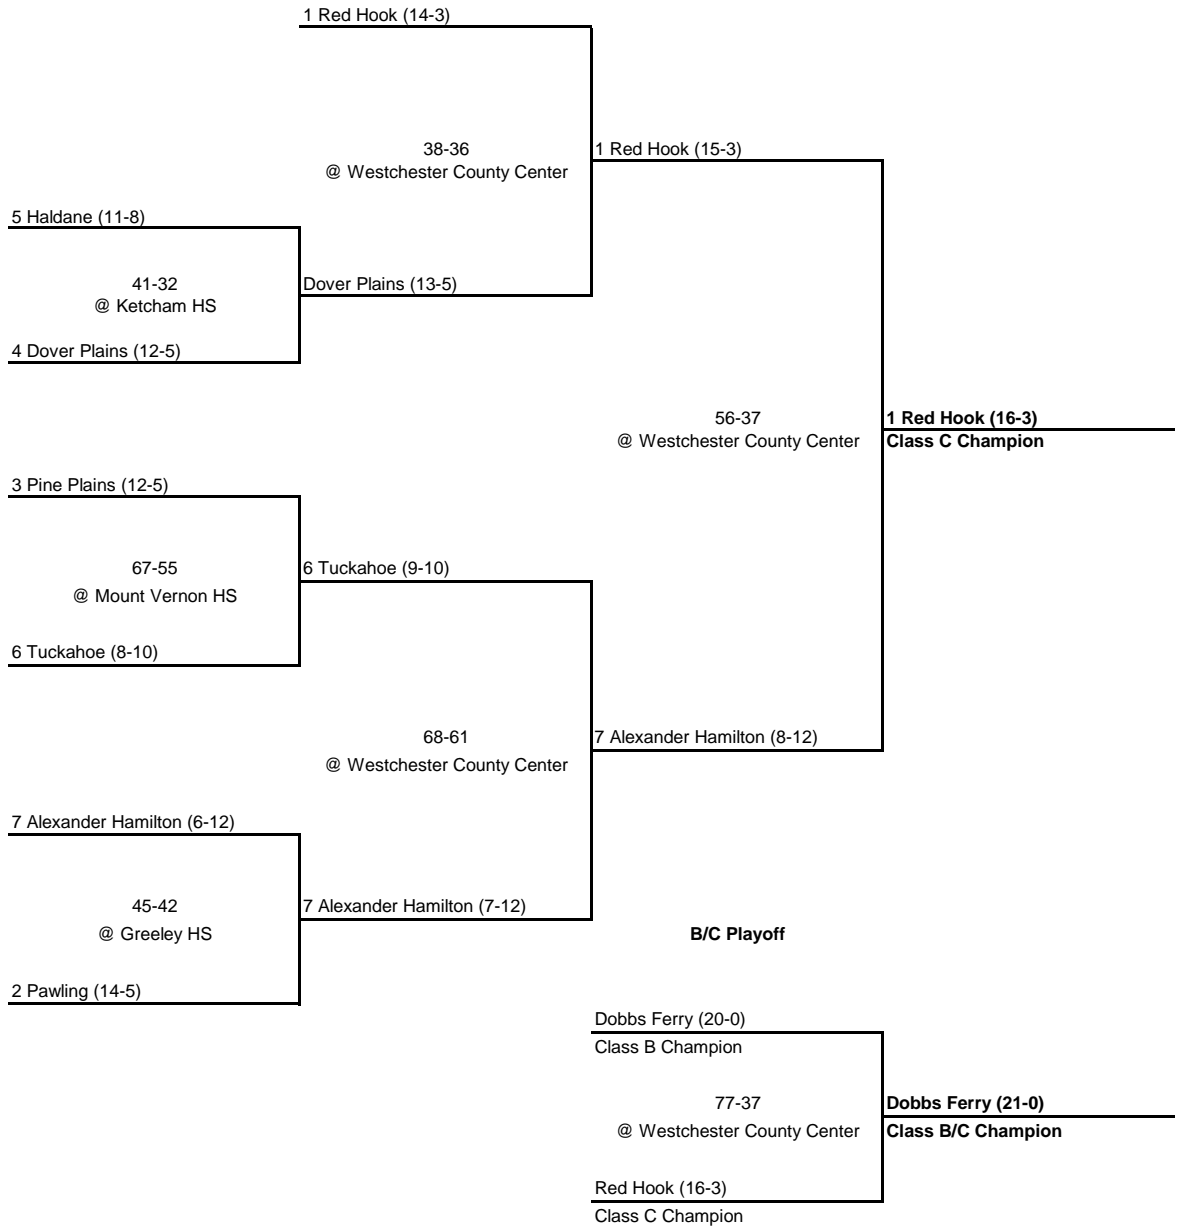 1 Red Hook (14-3)
38-36
@ Westchester County Center
1 Red Hook (15-3)
5 Haldane (11-8)
41-32
@ Ketcham HS
Dover Plains (13-5)
4 Dover Plains (12-5)
56-37
@ Westchester County Center
1 Red Hook (16-3)
Class C Champion
3 Pine Plains (12-5)
67-55
@ Mount Vernon HS
6 Tuckahoe (9-10)
6 Tuckahoe (8-10)
68-61
@ Westchester County Center
7 Alexander Hamilton (8-12)
7 Alexander Hamilton (6-12)
45-42
@ Greeley HS
7 Alexander Hamilton (7-12)
2 Pawling (14-5)
B/C Playoff
Dobbs Ferry (20-0)
Class B Champion
77-37
@ Westchester County Center
Dobbs Ferry (21-0)
Class B/C Champion
Red Hook (16-3)
Class C Champion